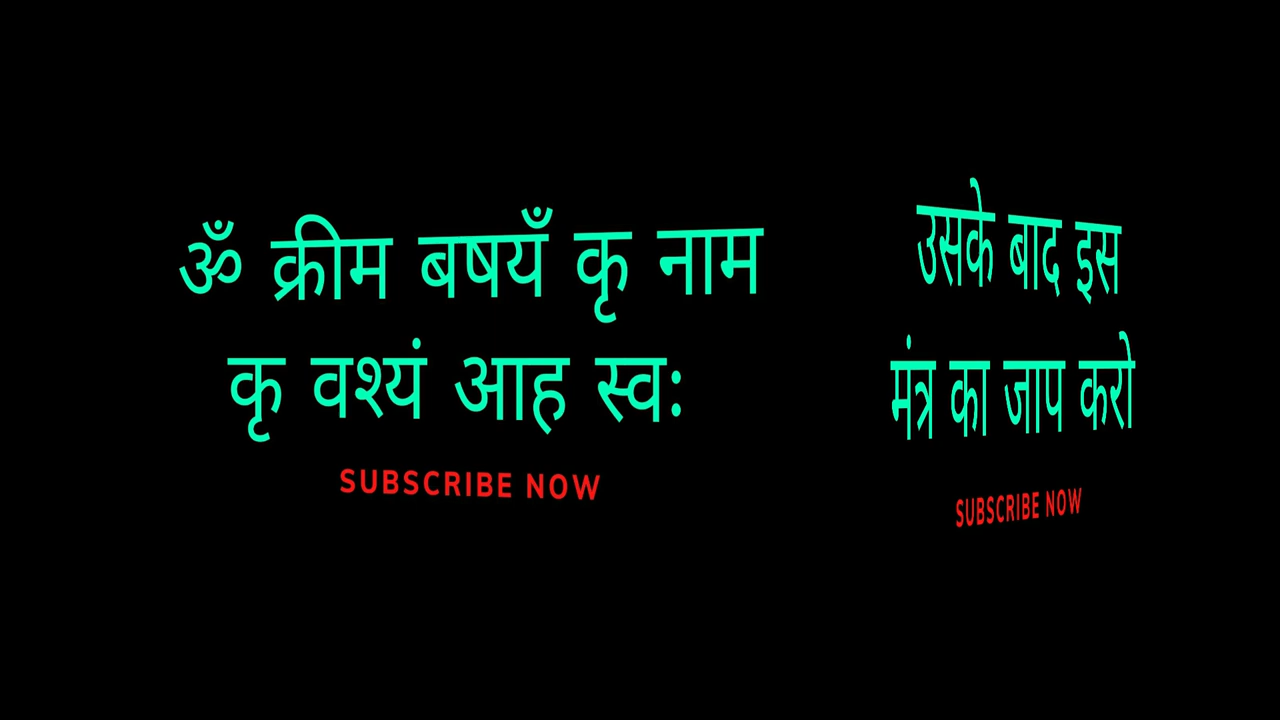 ॐ क्रीम बषयँ कृ नाम
कृ वश्यं आह स्वः
SUBSCRIBE NOW
उसके बाद इस
मंत्र का जाप करो
SUBSCRIBE NOW